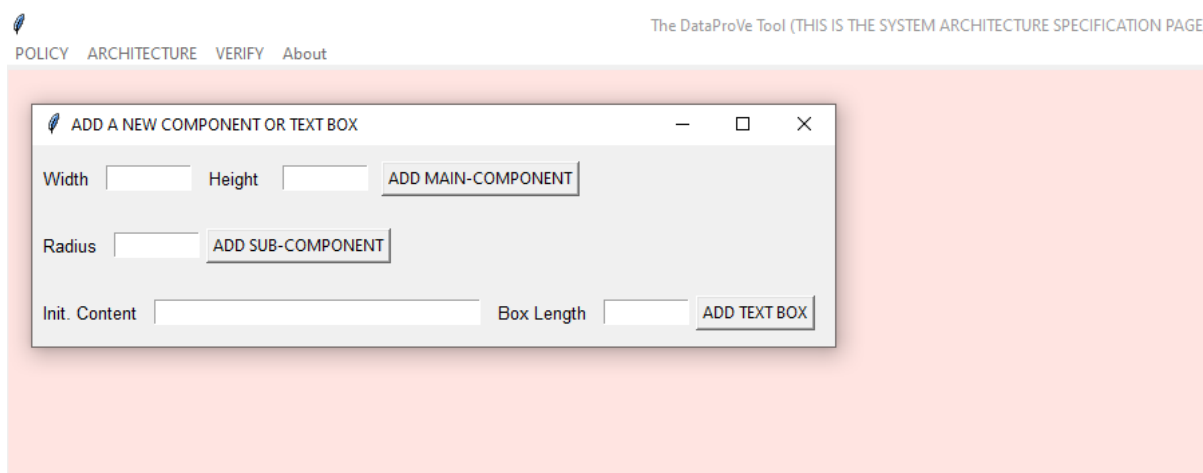 The DataProVe Tool (THIS IS THE SYSTEM ARCHITECTURE SPECIFICATION PAGE
POLICY ARCHITECTURE VERIFY About
ADD A NEW COMPONENT OR TEXT BOX
Width Height ADD MAIN-COMPONENT
Radius ADD SUB-COMPONENT
Init. Content Box Length ADD TEXT BOX